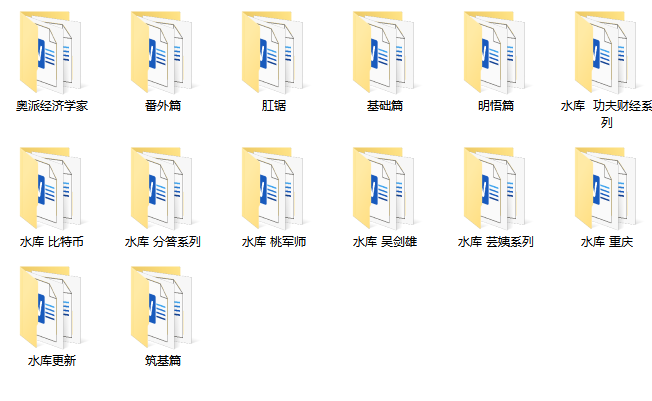 奥派经济学家
番外篇
肛锯
基础篇
明悟篇
水库 功夫财经系
列
水库 比特币
水库 分答系列
水库 桃军师
水库 吴剑雄
水库 芸姨系列
水库 重庆
水库更新
筑基篇